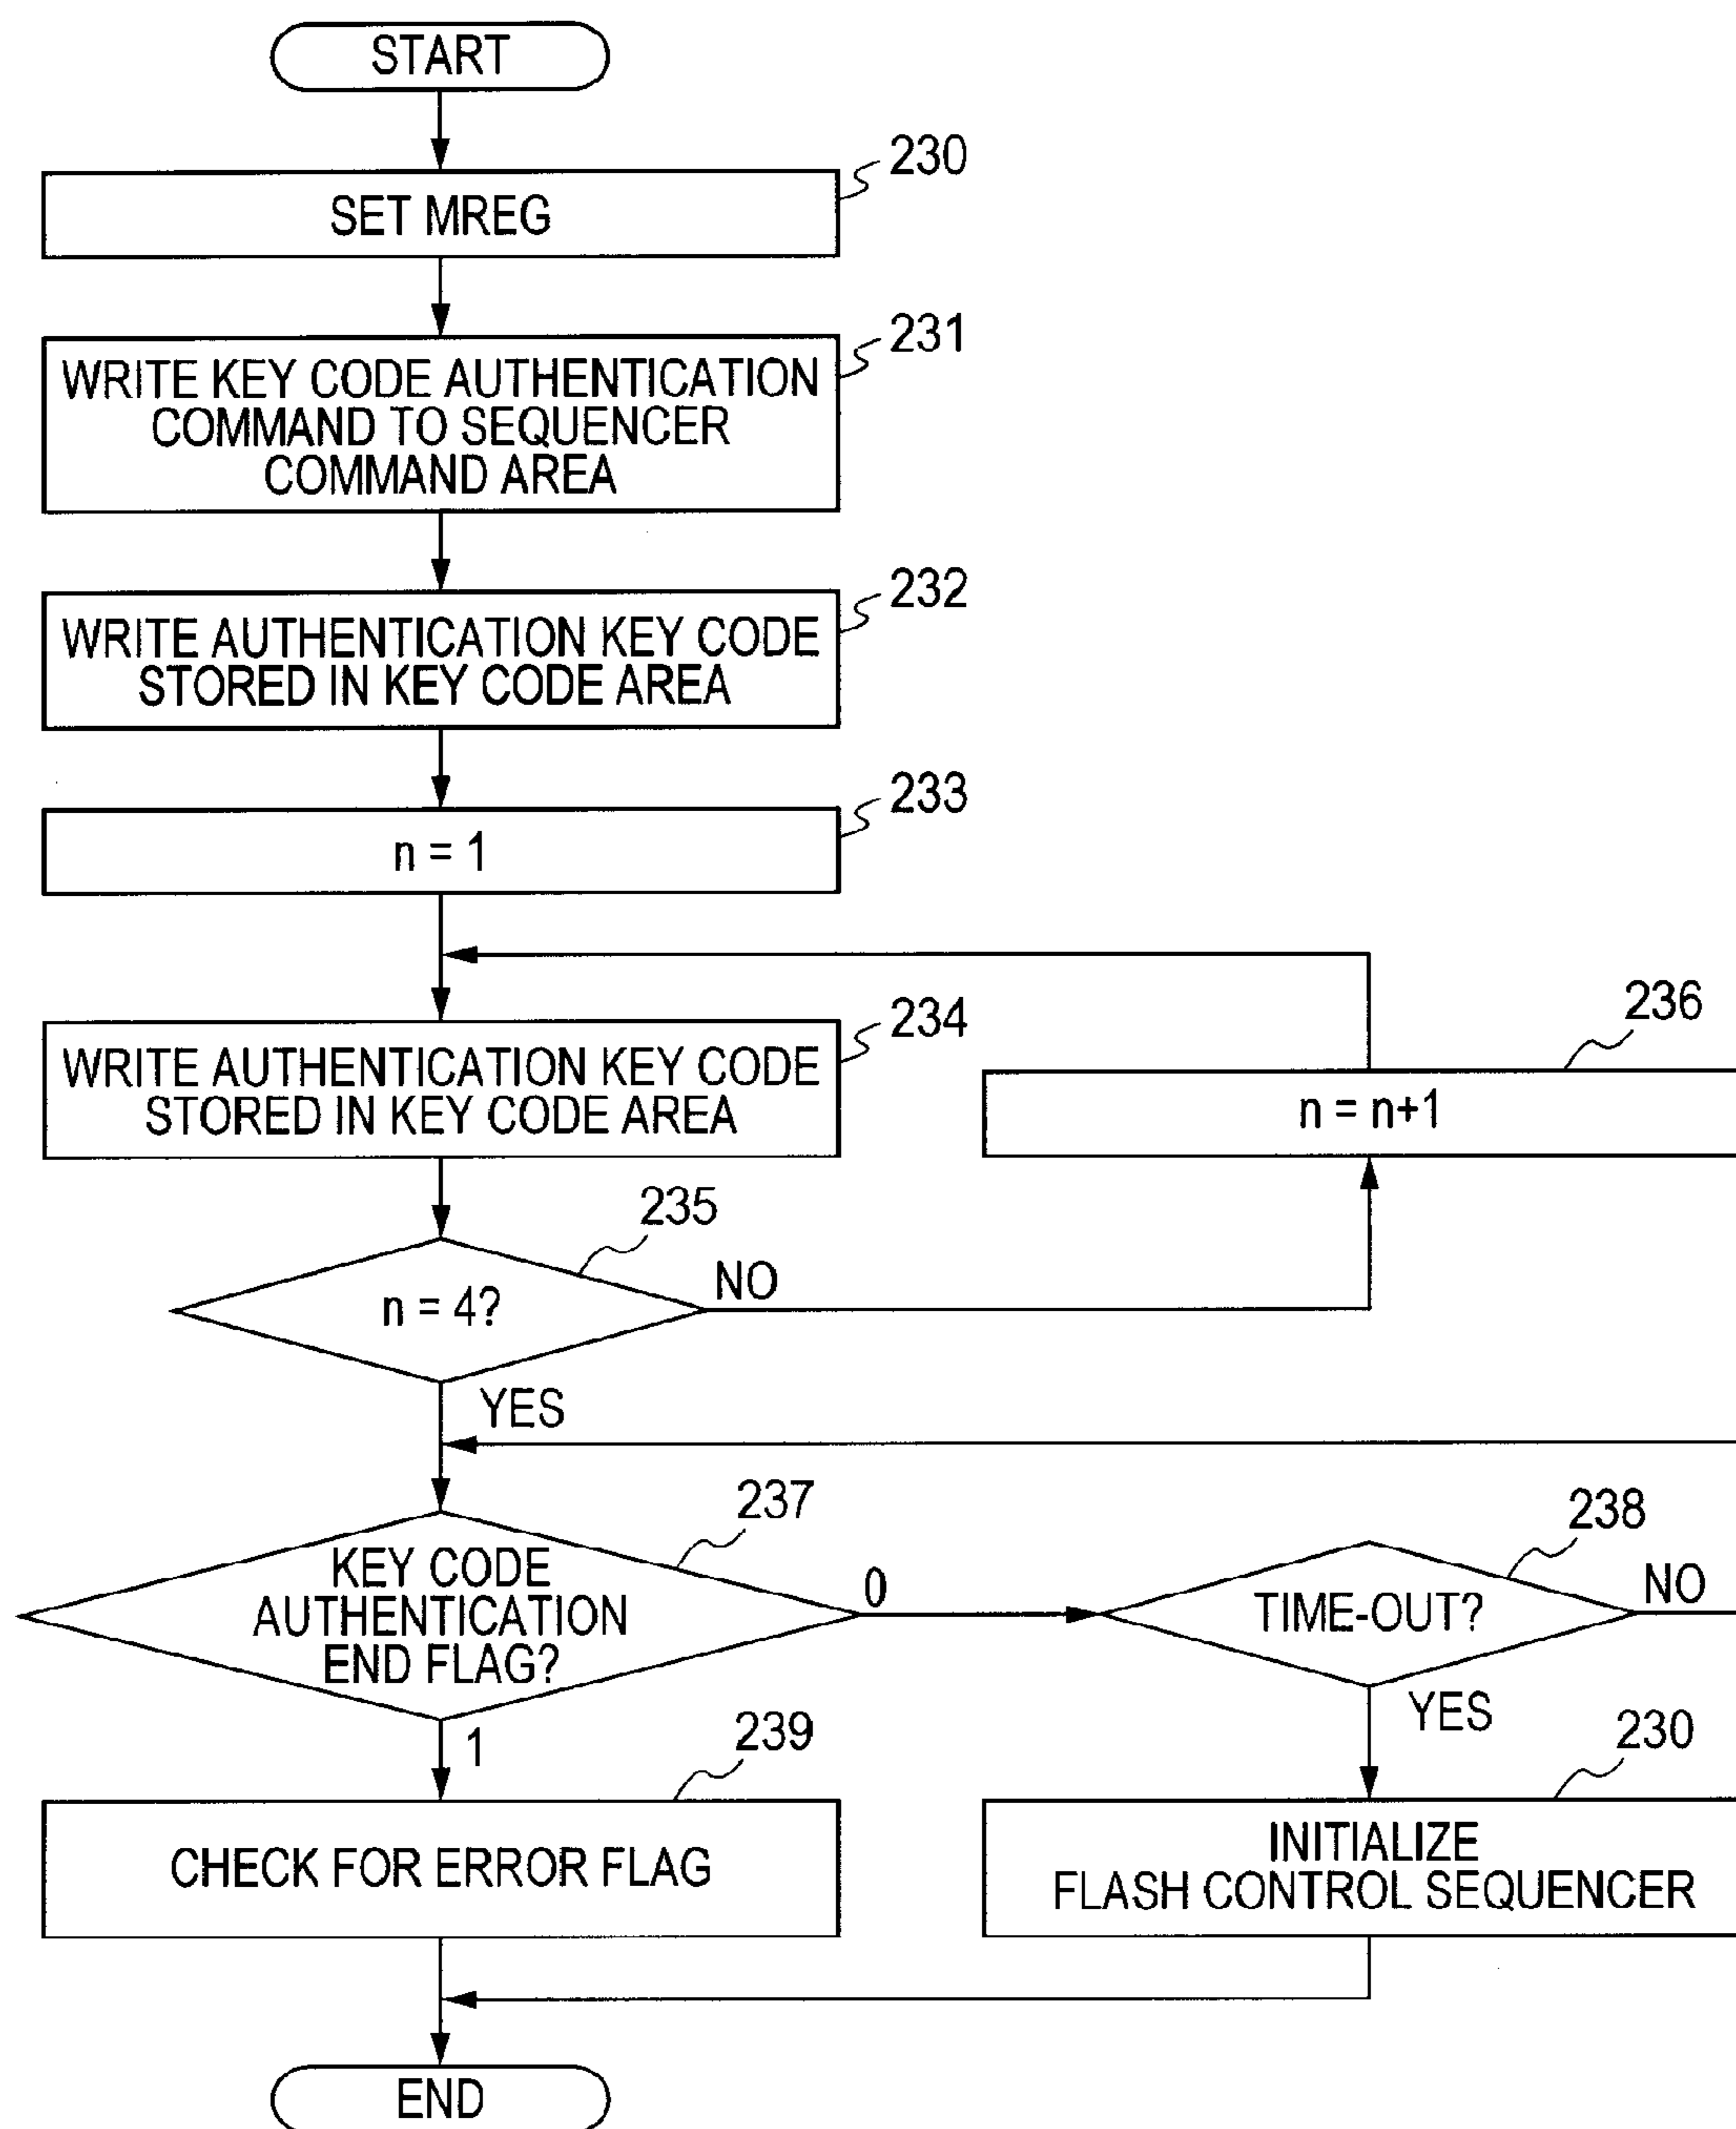 START
230
SET MREG
231
WRITE KEY CODE AUTHENTICATION
COMMAND TO SEQUENCER
COMMAND AREA
232
WRITE AUTHENTICATION KEY CODE
STORED IN KEY CODE AREA
233
n = 1
234
WRITE AUTHENTICATION KEY CODE
STORED IN KEY CODE AREA
236
n = n+1
235
n = 4?
NO
YES
237
KEY CODE
AUTHENTICATION
END FLAG?
0
1
238
TIME-OUT?
NO
YES
239
CHECK FOR ERROR FLAG
230
INITIALIZE
FLASH CONTROL SEQUENCER
END